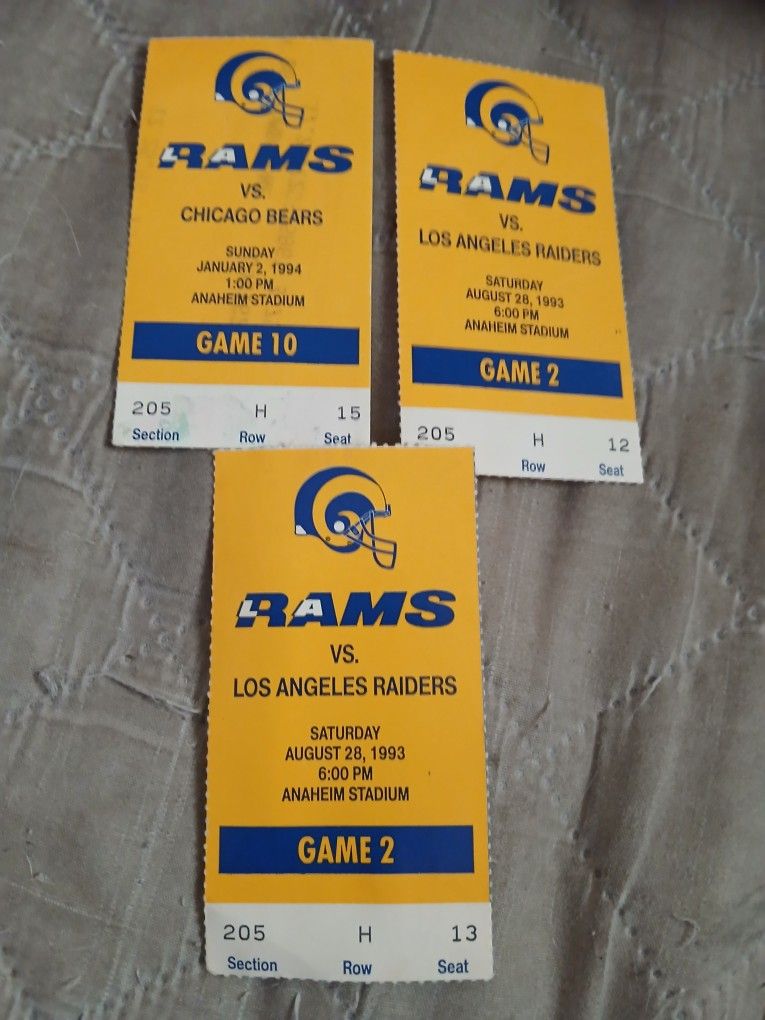 LA RAMS
VS.
CHICAGO BEARS
SUNDAY
JANUARY 2, 1994
1:00 PM
ANAHEIM STADIUM
GAME 10
205 H 15
Section Row Seat
LA RAMS
VS.
LOS ANGELES RAIDERS
SATURDAY
AUGUST 28, 1993
6:00 PM
ANAHEIM STADIUM
GAME 2
205 H 12
Row Seat
LA RAMS
VS.
LOS ANGELES RAIDERS
SATURDAY
AUGUST 28, 1993
6:00 PM
ANAHEIM STADIUM
GAME 2
205 H 13
Section Row Seat